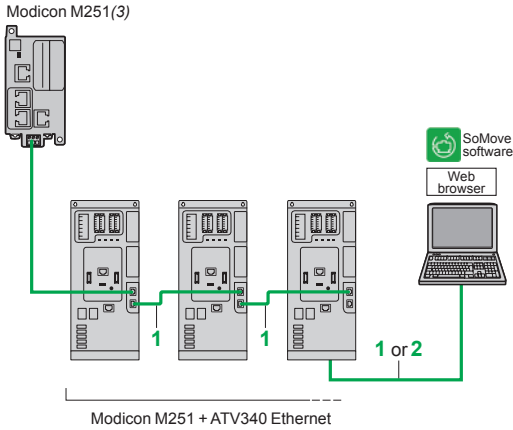 Modicon M251(3)
SoMove
software
Web
browser
1
1
1 or 2
Modicon M251 + ATV340 Ethernet